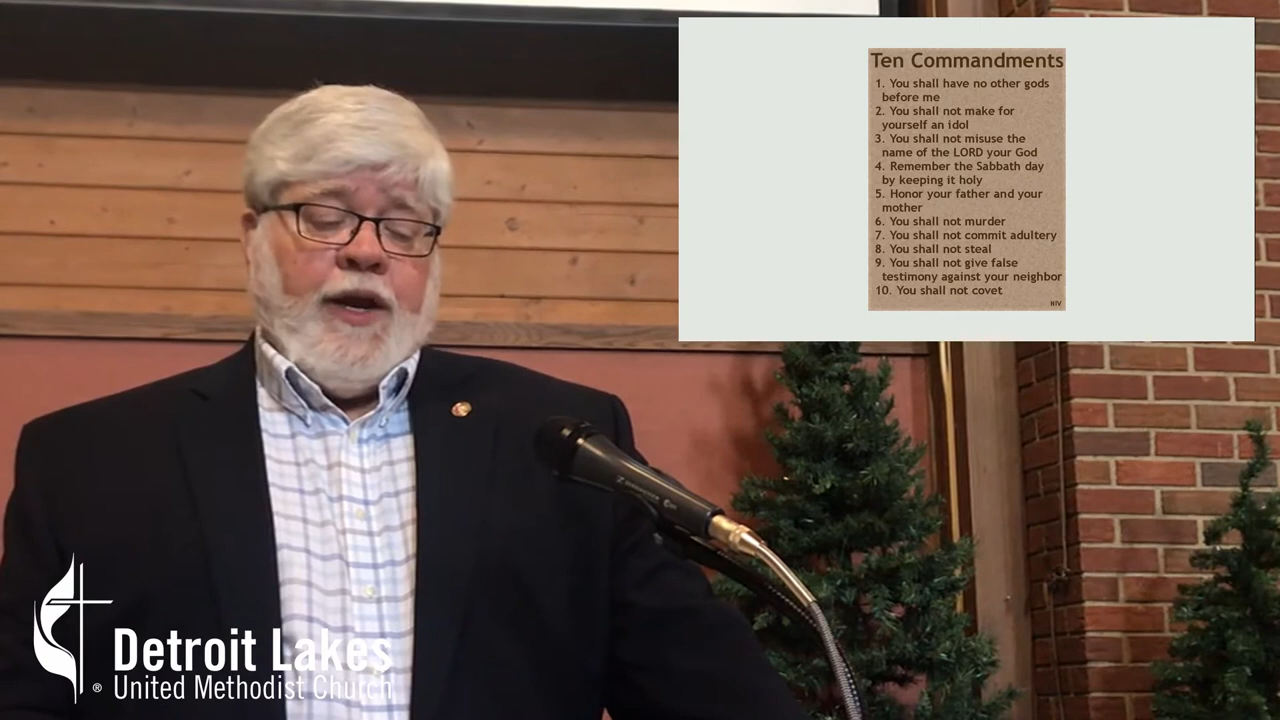 Ten Commandments
1. You shall have no other gods
before me
2. You shall not make for
yourself an idol
3. You shall not misuse the
name of the LORD your God
4. Remember the Sabbath day
by keeping it holy
5. Honor your father and your
mother
6. You shall not murder
7. You shall not commit adultery
8. You shall not steal
9. You shall not give false
testimony against your neighbor
10. You shall not covet
NIV
Detroit Lakes
® United Methodist Church